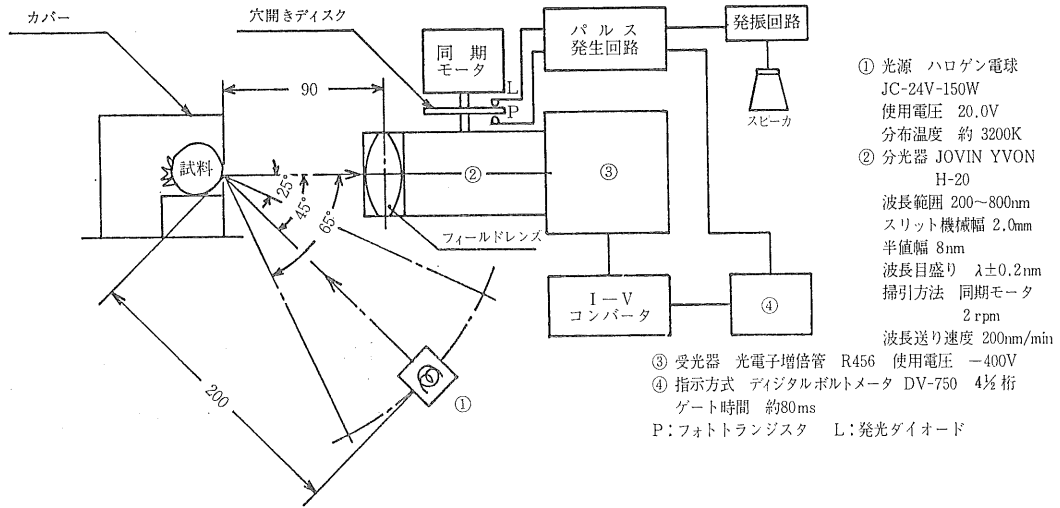 カバー
穴開きディスク
同期
モータ
パルス
発生回路
発振回路
スピーカ
90
L
P
試料
25°
45°
65°
フィールドレンズ
②
③
I－V
コンバータ
④
200
①
① 光源 ハロゲン電球
JC-24V-150W
使用電圧 20.0V
分布温度 約 3200K
② 分光器 JOVIN YVON
H-20
波長範囲 200～800nm
スリット機械幅 2.0mm
半値幅 8nm
波長目盛り λ±0.2nm
掃引方法 同期モータ
2 rpm
波長送り速度 200nm/min
③ 受光器 光電子増倍管 R456 使用電圧 －400V
④ 指示方式 ディジタルボルトメータ DV-750 4½桁
ゲート時間 約80ms
P：フォトトランジスタ L：発光ダイオード